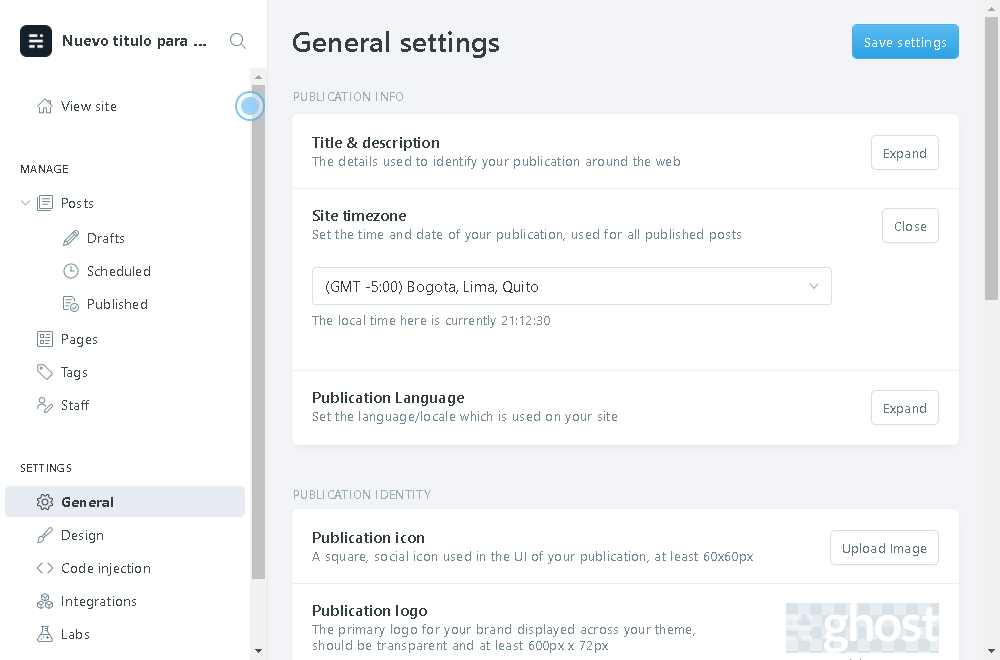 Nuevo titulo para ...
View site
MANAGE
Posts
Drafts
Scheduled
Published
Pages
Tags
Staff
SETTINGS
General
Design
Code injection
Integrations
Labs
General settings
Save settings
PUBLICATION INFO
Title & description
The details used to identify your publication around the web
Expand
Site timezone
Set the time and date of your publication, used for all published posts
Close
(GMT -5:00) Bogota, Lima, Quito
The local time here is currently 21:12:30
Publication Language
Set the language/locale which is used on your site
Expand
PUBLICATION IDENTITY
Publication icon
A square, social icon used in the UI of your publication, at least 60x60px
Upload Image
Publication logo
The primary logo for your brand displayed across your theme,
should be transparent and at least 600px x 72px
ghost